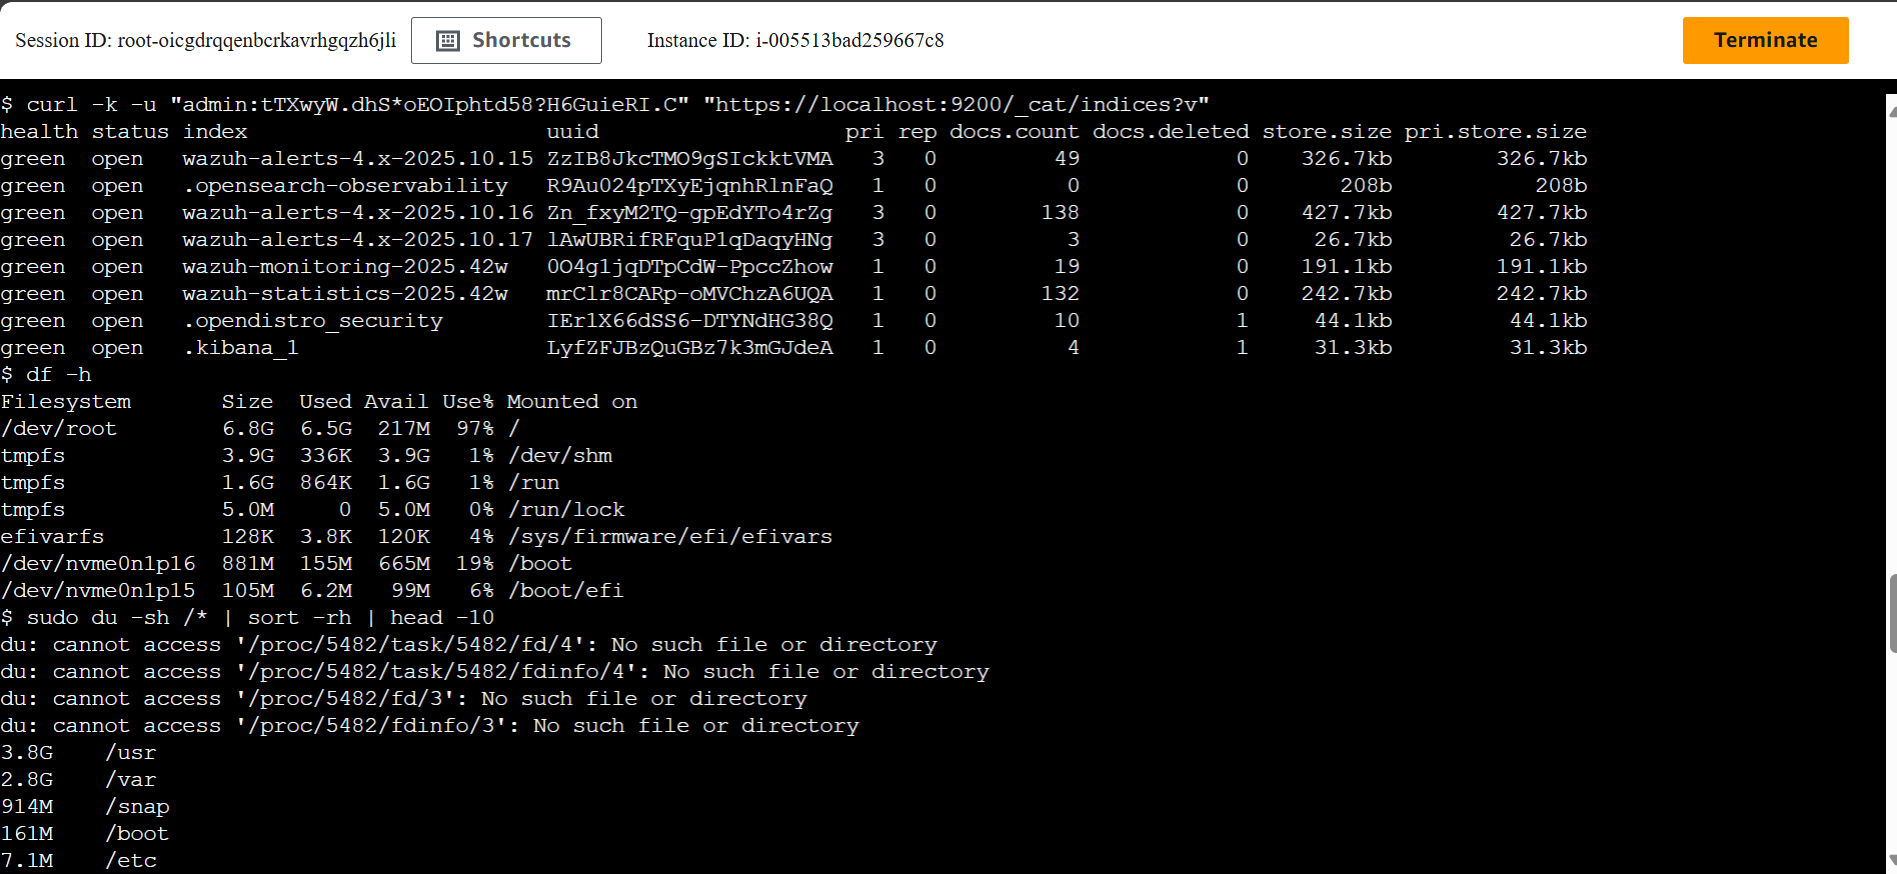 Session ID: root-oicgdrqqenbcrkavrhgqzh6jli Shortcuts Instance ID: i-005513bad259667c8 Terminate
$ curl -k -u "admin:tTXwyW.dhS*oEOIphtd58?H6GuieRI.C" "https://localhost:9200/_cat/indices?v"
health status index                       uuid                   pri rep docs.count docs.deleted store.size pri.store.size
green  open   wazuh-alerts-4.x-2025.10.15 ZzIB8JkcTMO9gSIckktVMA   3   0         49            0    326.7kb        326.7kb
green  open   .opensearch-observability   R9Au024pTXyEjqnhRlnFaQ   1   0          0            0       208b           208b
green  open   wazuh-alerts-4.x-2025.10.16 Zn_fxyM2TQ-gpEdYTo4rZg   3   0        138            0    427.7kb        427.7kb
green  open   wazuh-alerts-4.x-2025.10.17 lAwUBRifRFquP1qDaqyHNg   3   0          3            0     26.7kb         26.7kb
green  open   wazuh-monitoring-2025.42w   0O4g1jqDTpCdW-PpccZhow   1   0         19            0    191.1kb        191.1kb
green  open   wazuh-statistics-2025.42w   mrClr8CARp-oMVChzA6UQA   1   0        132            0    242.7kb        242.7kb
green  open   .opendistro_security        IEr1X66dSS6-DTYNdHG38Q   1   0         10            1     44.1kb         44.1kb
green  open   .kibana_1                   LyfZFJBzQuGBz7k3mGJdeA   1   0          4            1     31.3kb         31.3kb
$ df -h
Filesystem       Size  Used Avail Use% Mounted on
/dev/root        6.8G  6.5G  217M  97% /
tmpfs            3.9G  336K  3.9G   1% /dev/shm
tmpfs            1.6G  864K  1.6G   1% /run
tmpfs            5.0M     0  5.0M   0% /run/lock
efivarfs         128K  3.8K  120K   4% /sys/firmware/efi/efivars
/dev/nvme0n1p16  881M  155M  665M  19% /boot
/dev/nvme0n1p15  105M  6.2M   99M   6% /boot/efi
$ sudo du -sh /* | sort -rh | head -10
du: cannot access '/proc/5482/task/5482/fd/4': No such file or directory
du: cannot access '/proc/5482/task/5482/fdinfo/4': No such file or directory
du: cannot access '/proc/5482/fd/3': No such file or directory
du: cannot access '/proc/5482/fdinfo/3': No such file or directory
3.8G    /usr
2.8G    /var
914M    /snap
161M    /boot
7.1M    /etc